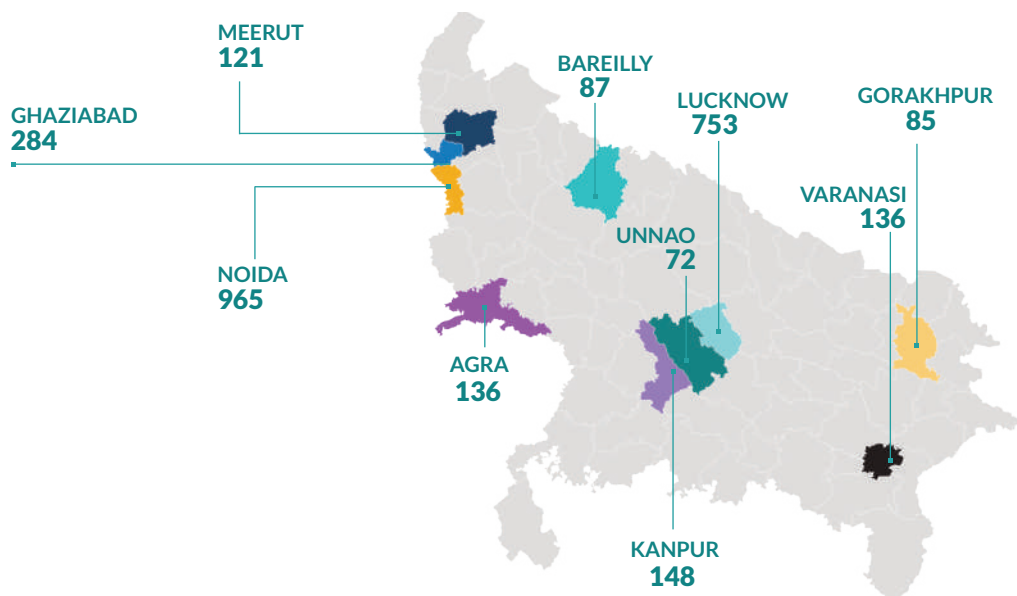 MEERUT
121
BAREILLY
87
LUCKNOW
753
GORAKHPUR
85
GHAZIABAD
284
VARANASI
136
UNNAO
72
NOIDA
965
AGRA
136
KANPUR
148